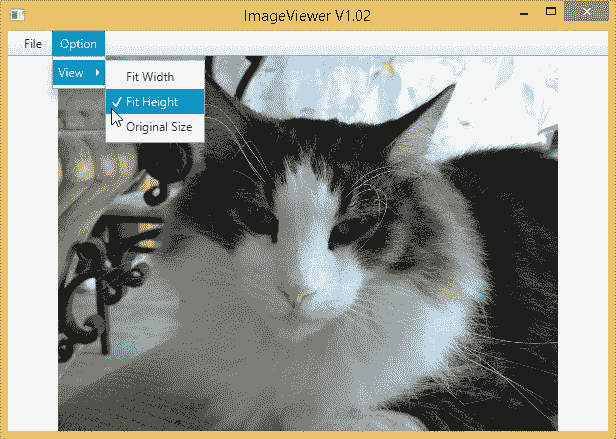 ImageViewer V1.02
File Option
View
Fit Width
Fit Height
Original Size